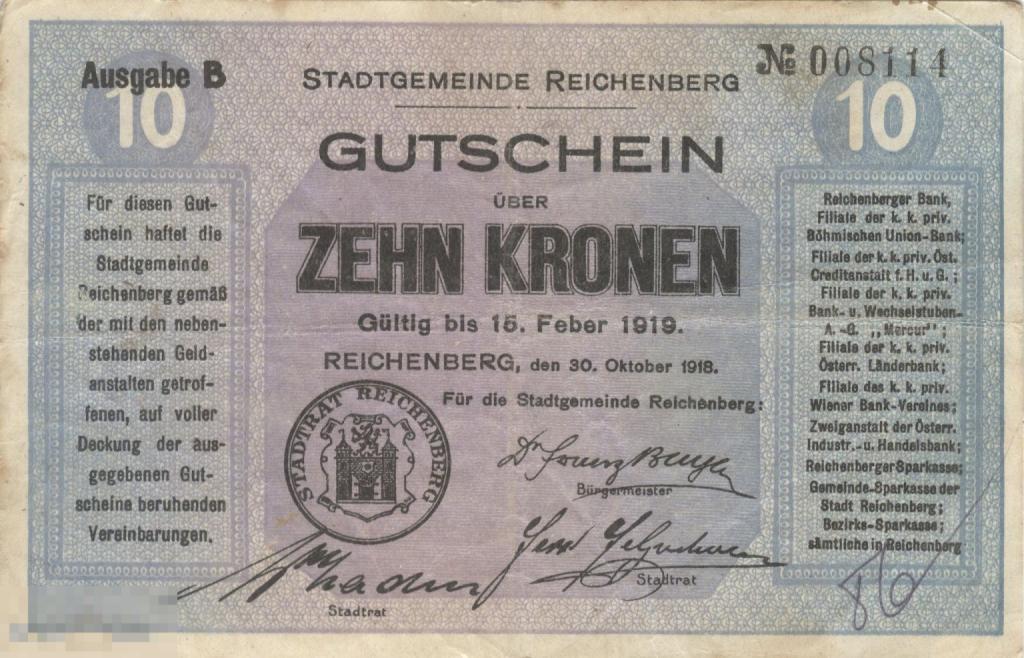 Ausgabe B
№ 008114
10
10
STADTGEMEINDE REICHENBERG
GUTSCHEIN
ÜBER
ZEHN KRONEN
Gültig bis 15. Feber 1919.
REICHENBERG, den 30. Oktober 1918.
Für die Stadtgemeinde Reichenberg:
Bürgermeister
Stadtrat
Stadtrat
STADTRAT REICHENBERG
Für diesen Gut-
schein haftet die
Stadtgemeinde
Reichenberg gemäß
der mit den neben-
stehenden Geld-
anstalten getrof-
fenen, auf voller
Deckung der aus-
gegebenen Gut-
scheine beruhenden
Vereinbarungen.
Reichenberger Bank,
Filiale der k. k. priv.
Böhmischen Union-Bank;
Filiale der k. k. priv. Öst.
Creditanstalt f. H. u. G. ;
Filiale der k. k. priv.
Bank- u. Wechselstuben-
A. -G. „Mercur" ;
Filiale der k. k. priv.
Österr. Länderbank;
Filiale des k. k. priv.
Wiener Bank-Vereines;
Zweiganstalt der Österr.
Industr.- u. Handelsbank;
Reichenberger Sparkasse;
Gemeinde-Sparkasse der
Stadt Reichenberg;
Bezirks-Sparkasse;
sämtliche in Reichenberg